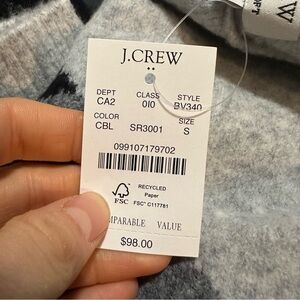 J.CREW
DEPT CLASS STYLE
CA2 010 BV340
COLOR SIZE
CBL SR3001 S
099107179702
FSC
RECYCLED
Paper
FSC® C117781
VALUE
$98.00